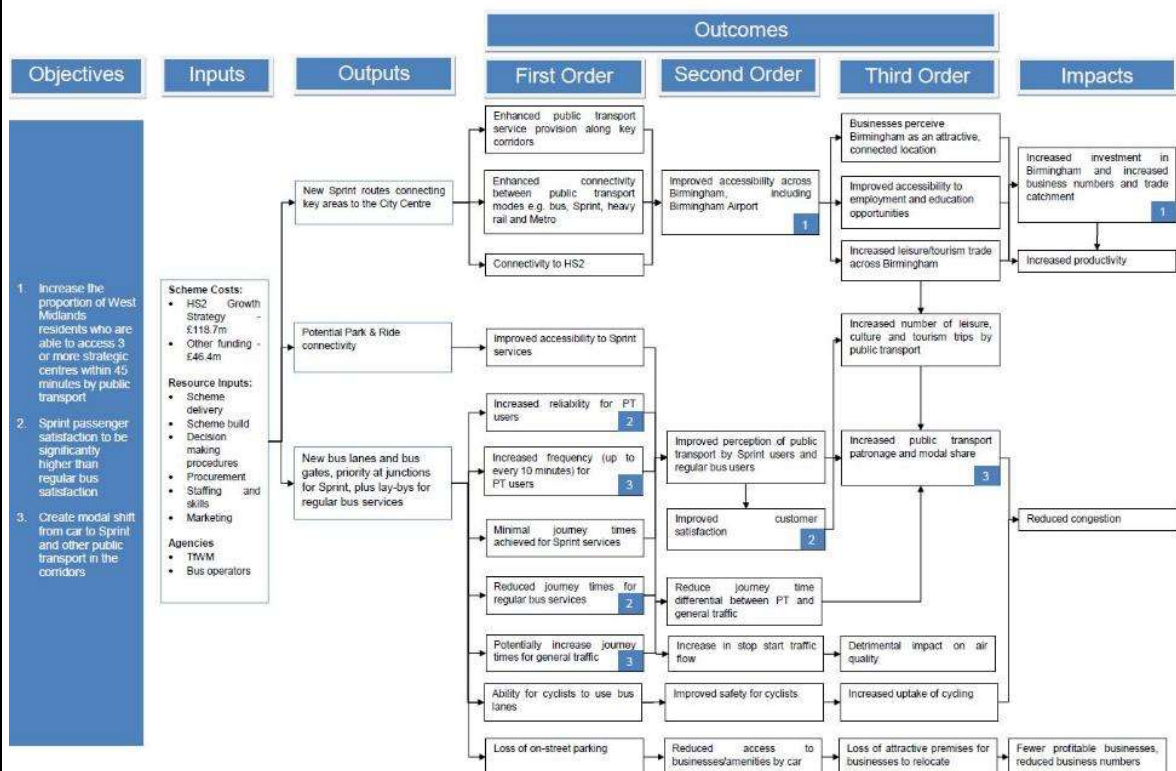 Outcomes
Objectives
Inputs
Outputs
First Order
Second Order
Third Order
Impacts
1. Increase the
proportion of West
Midlands
residents who are
able to access 3
or more strategic
centres within 45
minutes by public
transport
2. Sprint passenger
satisfaction to be
significantly
higher than
regular bus
satisfaction
3. Create modal shift
from car to Sprint
and other public
transport in the
corridors
Scheme Costs:
• HS2 Growth
Strategy -
£118.7m
• Other funding -
£46.4m
Resource Inputs:
• Scheme
delivery
• Scheme build
• Decision
making
procedures
• Procurement
• Staffing and
skills
• Marketing
Agencies
• TfWM
• Bus operators
New Sprint routes connecting
key areas to the City Centre
Potential Park & Ride
connectivity
New bus lanes and bus
gates, priority at junctions
for Sprint, plus lay-bys for
regular bus services
Enhanced public transport
service provision along key
corridors
Enhanced connectivity
between public transport
modes e.g. bus, Sprint, heavy
rail and Metro
Connectivity to HS2
Improved accessibility to Sprint
services
Increased reliability for PT
users
2
Increased frequency (up to
every 10 minutes) for
PT users
3
Minimal journey times
achieved for Sprint services
Reduced journey times for
regular bus services
2
Potentially increase journey
times for general traffic
3
Ability for cyclists to use bus
lanes
Loss of on-street parking
Improved accessibility across
Birmingham, including
Birmingham Airport
1
Improved perception of public
transport by Sprint users and
regular bus users
Improved customer
satisfaction
2
Reduce journey time
differential between PT and
general traffic
Increase in stop start traffic
flow
Improved safety for cyclists
Reduced access to
businesses/amenities by car
Businesses perceive
Birmingham as an attractive,
connected location
Improved accessibility to
employment and education
opportunities
Increased leisure/tourism trade
across Birmingham
Increased number of leisure,
culture and tourism trips by
public transport
Increased public transport
patronage and modal share
3
Detrimental impact on air
quality
Increased uptake of cycling
Loss of attractive premises for
businesses to relocate
Increased investment in
Birmingham and increased
business numbers and trade
catchment
1
Increased productivity
Reduced congestion
Fewer profitable businesses,
reduced business numbers